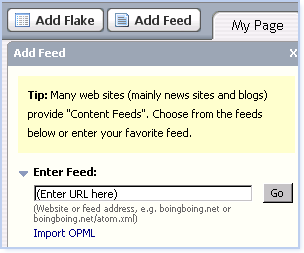 Add Flake Add Feed My Page
Add Feed X
Tip: Many web sites (mainly news sites and blogs)
provide "Content Feeds". Choose from the feeds
below or enter your favorite feed.
Enter Feed:
(Enter URL here) Go
(Website or feed address, e.g. boingboing.net or
boingboing.net/atom.xml)
Import OPML